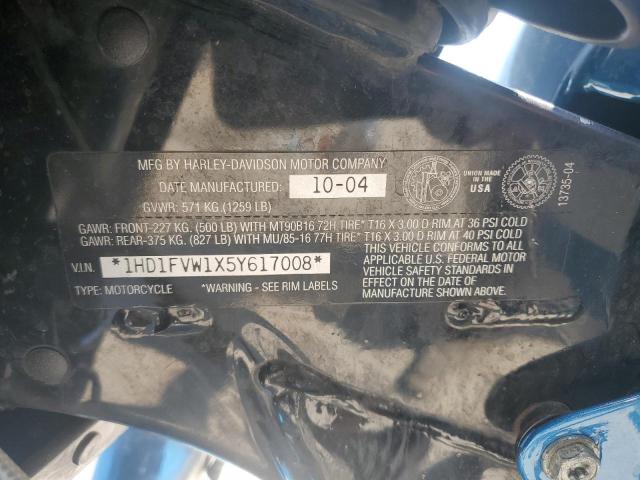 MFG BY HARLEY-DAVIDSON MOTOR COMPANY
DATE MANUFACTURED: 10-04
GVWR: 571 KG (1259 LB)
UNION MADE IN THE USA
13735-04
GAWR: FRONT-227 KG. (500 LB) WITH MT90B16 72H TIRE* T16 X 3.00 D RIM AT 36 PSI COLD
GAWR: REAR-375 KG. (827 LB) WITH MU/85-16 77H TIRE* T16 X 3.00 D RIM AT 40 PSI COLD
THIS VEHICLE CONFORMS TO ALL
APPLICABLE U.S. FEDERAL MOTOR
VEHICLE SAFETY STANDARDS IN
EFFECT ON THE DATE OF
MANUFACTURE SHOWN ABOVE.
V.I.N. *1HD1FVW1X5Y617008*
TYPE: MOTORCYCLE *WARNING - SEE RIM LABELS